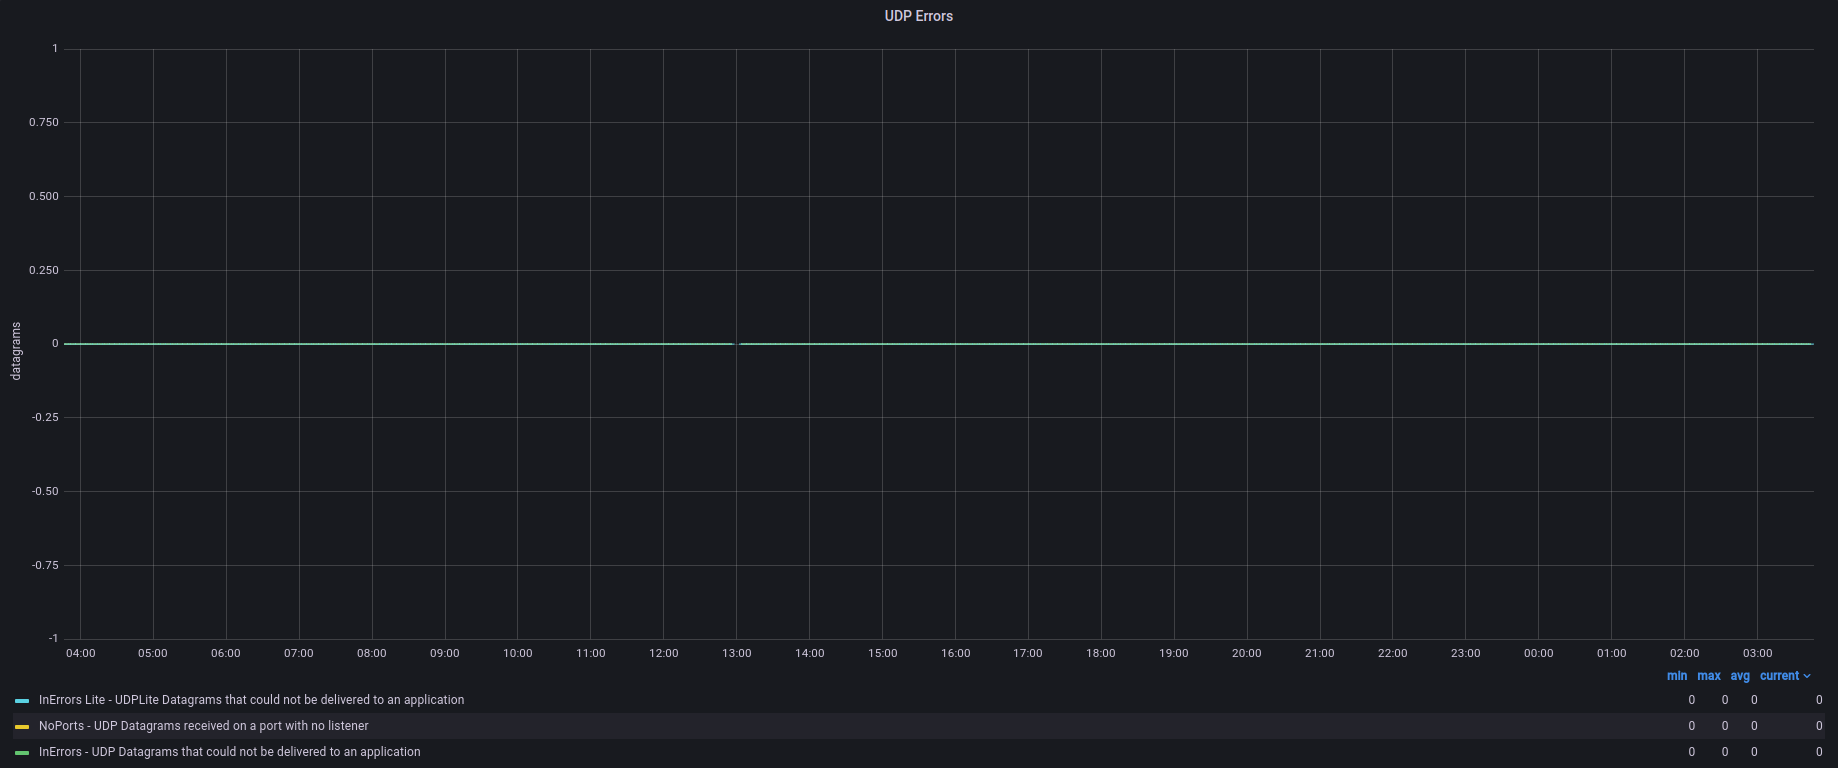 UDP Errors
1
0.750
0.500
0.250
0
-0.25
-0.50
-0.75
-1
datagrams
04:00 05:00 06:00 07:00 08:00 09:00 10:00 11:00 12:00 13:00 14:00 15:00 16:00 17:00 18:00 19:00 20:00 21:00 22:00 23:00 00:00 01:00 02:00 03:00
min max avg current
InErrors Lite - UDPLite Datagrams that could not be delivered to an application 0 0 0 0
NoPorts - UDP Datagrams received on a port with no listener 0 0 0 0
InErrors - UDP Datagrams that could not be delivered to an application 0 0 0 0